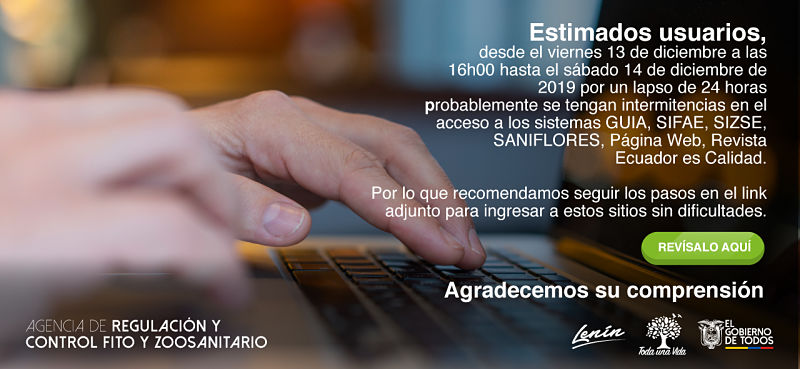 Estimados usuarios,
desde el viernes 13 de diciembre a las
16h00 hasta el sábado 14 de diciembre de
2019 por un lapso de 24 horas
probablemente se tengan intermitencias en el
acceso a los sistemas GUIA, SIFAE, SIZSE,
SANIFLORES, Página Web, Revista
Ecuador es Calidad.
Por lo que recomendamos seguir los pasos en el link
adjunto para ingresar a estos sitios sin dificultades.
REVÍSALO AQUÍ
Agradecemos su comprensión
AGENCIA DE REGULACIÓN Y
CONTROL FITO Y ZOOSANITARIO
Lenín
Toda una Vida
EL
GOBIERNO
DE TODOS